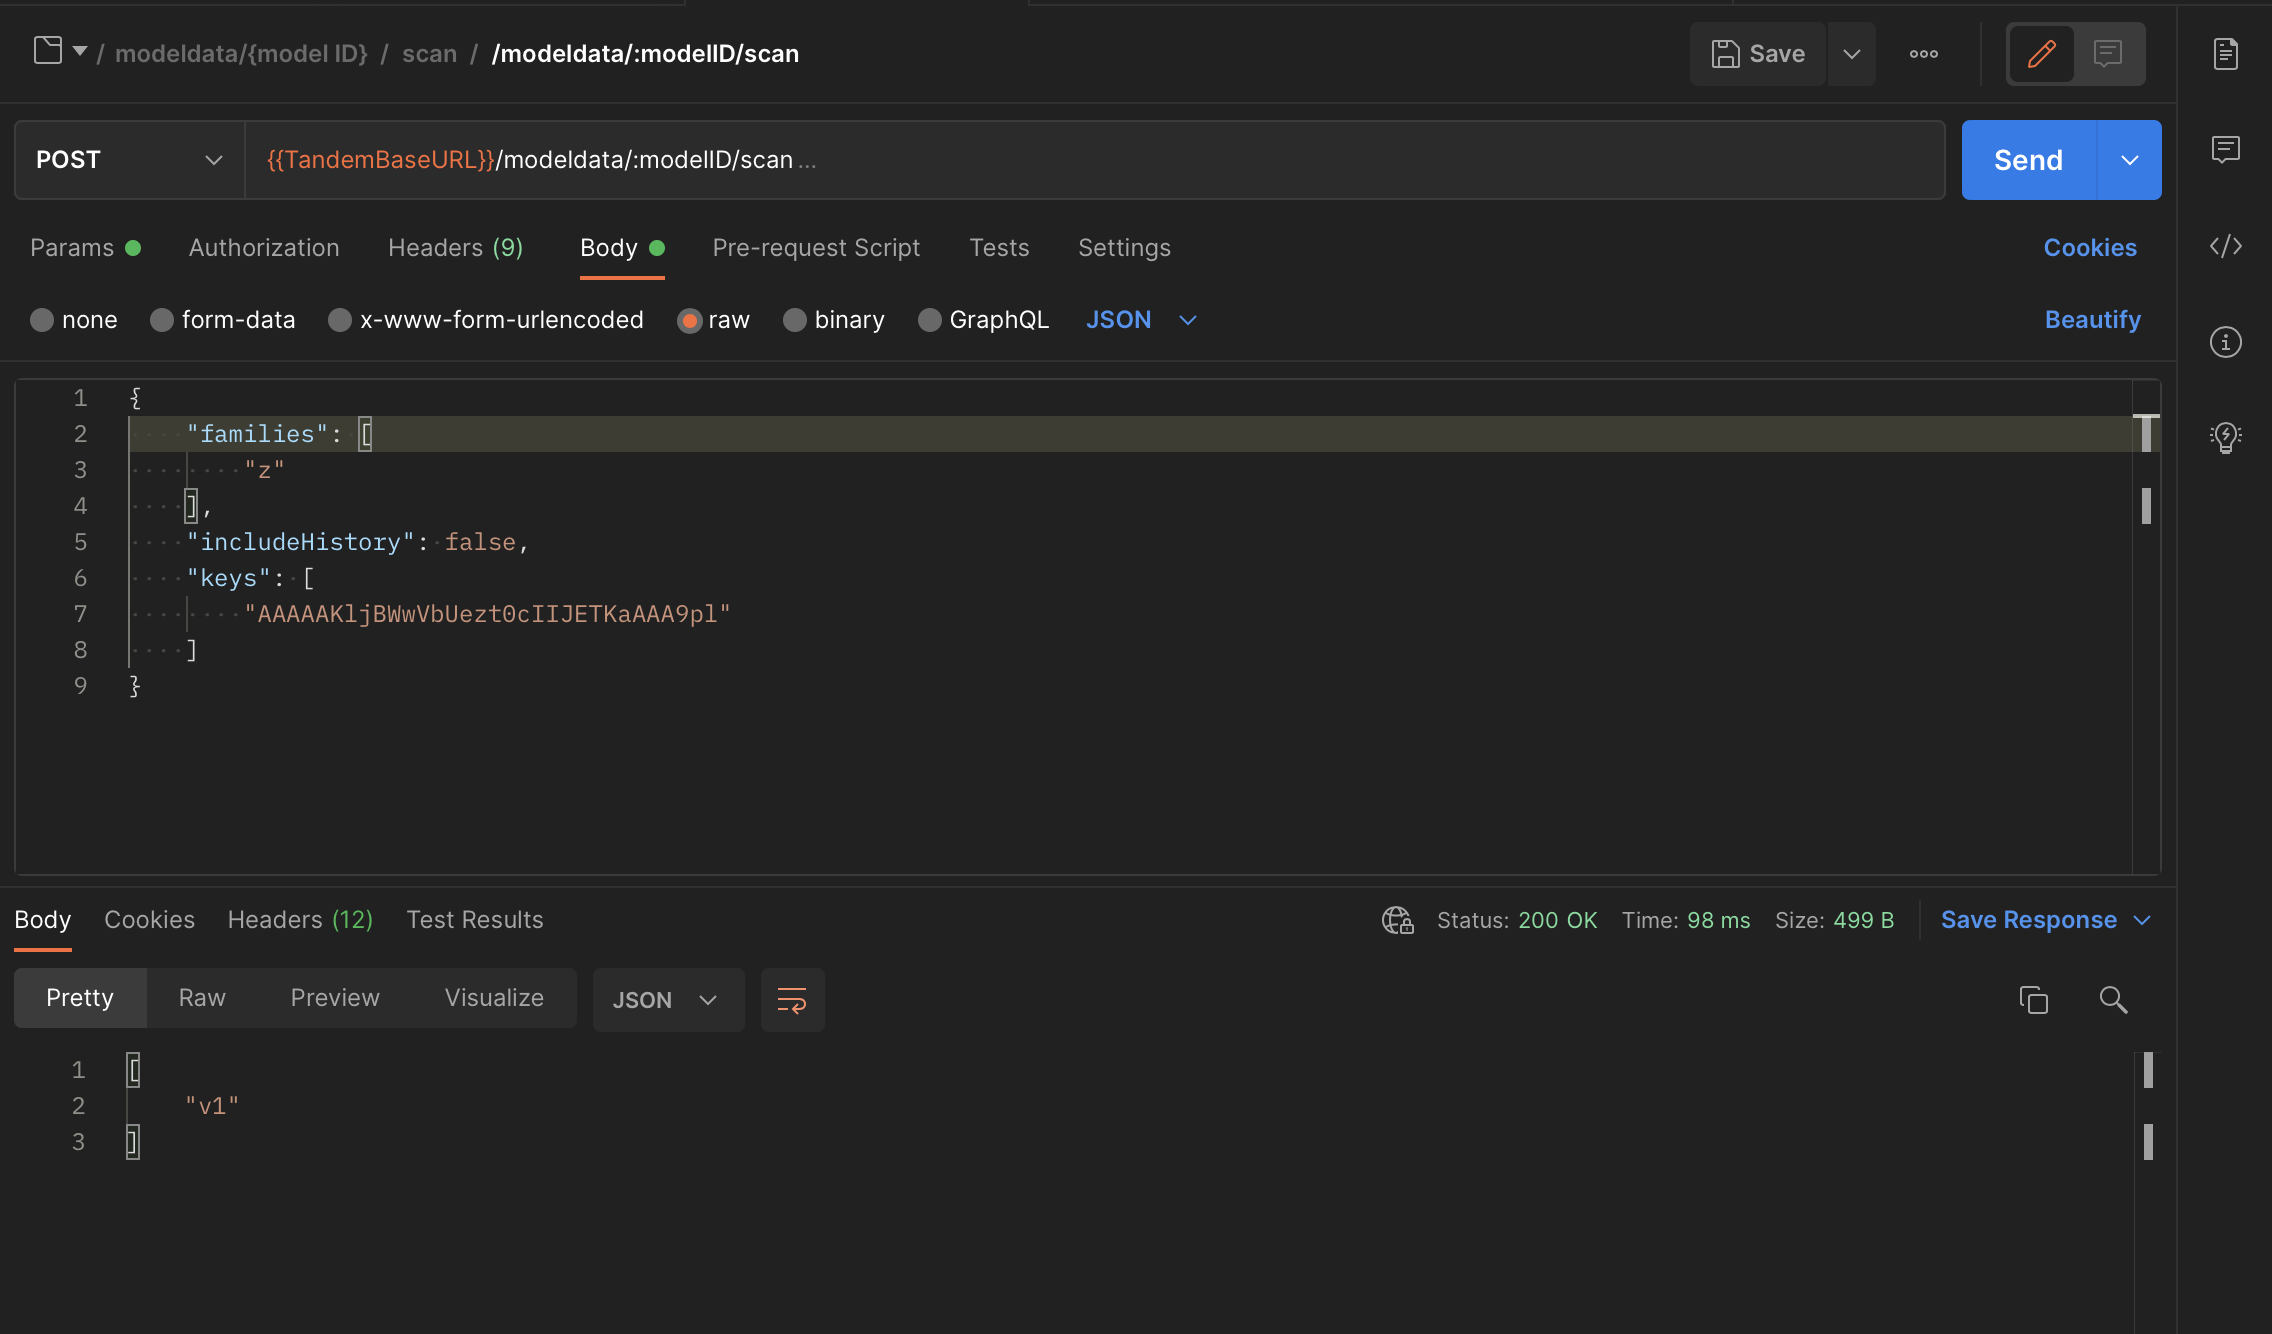 / modeldata/{model ID} / scan / /modeldata/:modelID/scan
Save
POST {{TandemBaseURL}}/modeldata/:modelID/scan ...
Send
Params Authorization Headers (9) Body Pre-request Script Tests Settings Cookies
none form-data x-www-form-urlencoded raw binary GraphQL JSON Beautify
1 {
2 "families": [
3 "z"
4 ],
5 "includeHistory": false,
6 "keys": [
7 "AAAAAKljBWwVbUezt0cIIJETKaAAA9pl"
8 ]
9 }
Body Cookies Headers (12) Test Results Status: 200 OK Time: 98 ms Size: 499 B Save Response
Pretty Raw Preview Visualize JSON
1 [
2 "v1"
3 ]